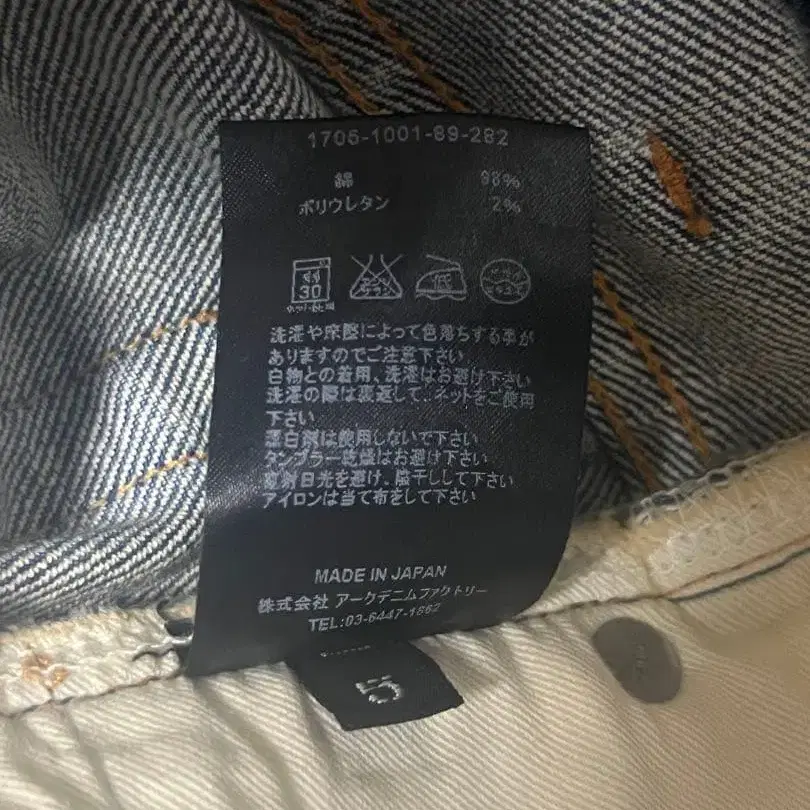 1706-1001-89-282
綿 98%
ポリウレタン 2%
30
低
洗濯や摩擦によって色落ちする事が
ありますのでご注意下さい
白物との着用、洗濯はお避け下さい
洗濯の際は裏返して、ネットをご使用
下さい
蛍白剤は使用しないで下さい
タンブラー乾燥はお避け下さい
直射日光を避け、陰干しして下さい
アイロンは当て布をして下さい
MADE IN JAPAN
株式会社 アークデニムファクトリー
TEL:03-6447-1862
5